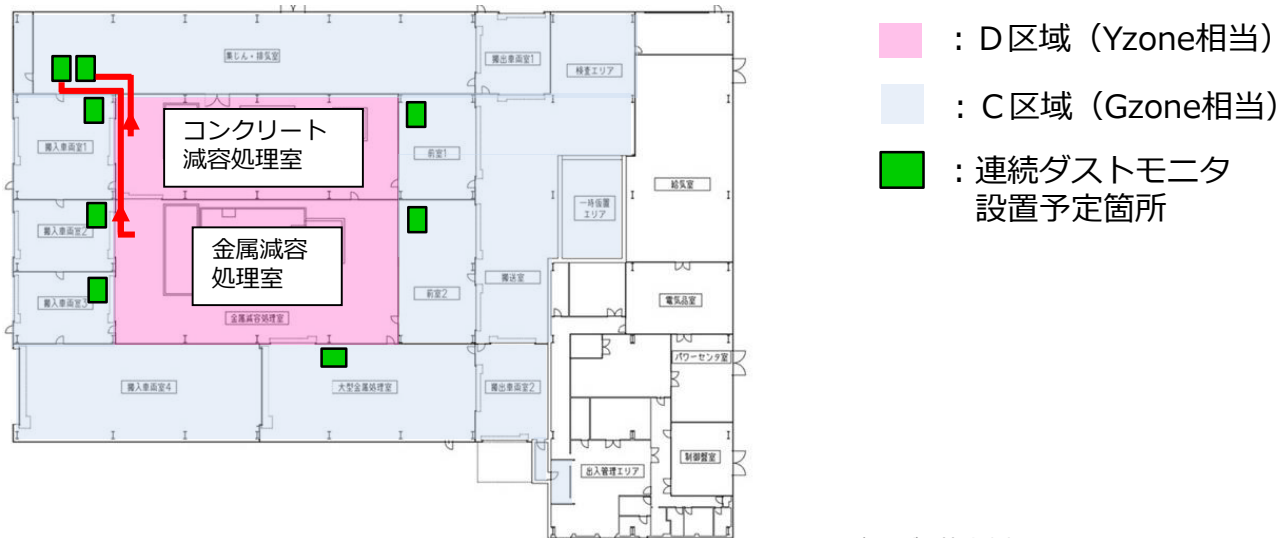 集じん・排気室
搬出車両室1
検査エリア
搬入車両室1
コンクリート
減容処理室
前室1
給気室
一時仮置
エリア
搬入車両室2
金属減容
処理室
搬送室
搬入車両室3
金属減容処理室
前室2
電気品室
パワーセンタ室
搬入車両室4
大型金属処理室
搬出車両室2
出入管理エリア
制御盤室
：D区域（Yzone相当）
：C区域（Gzone相当）
：連続ダストモニタ
設置予定箇所